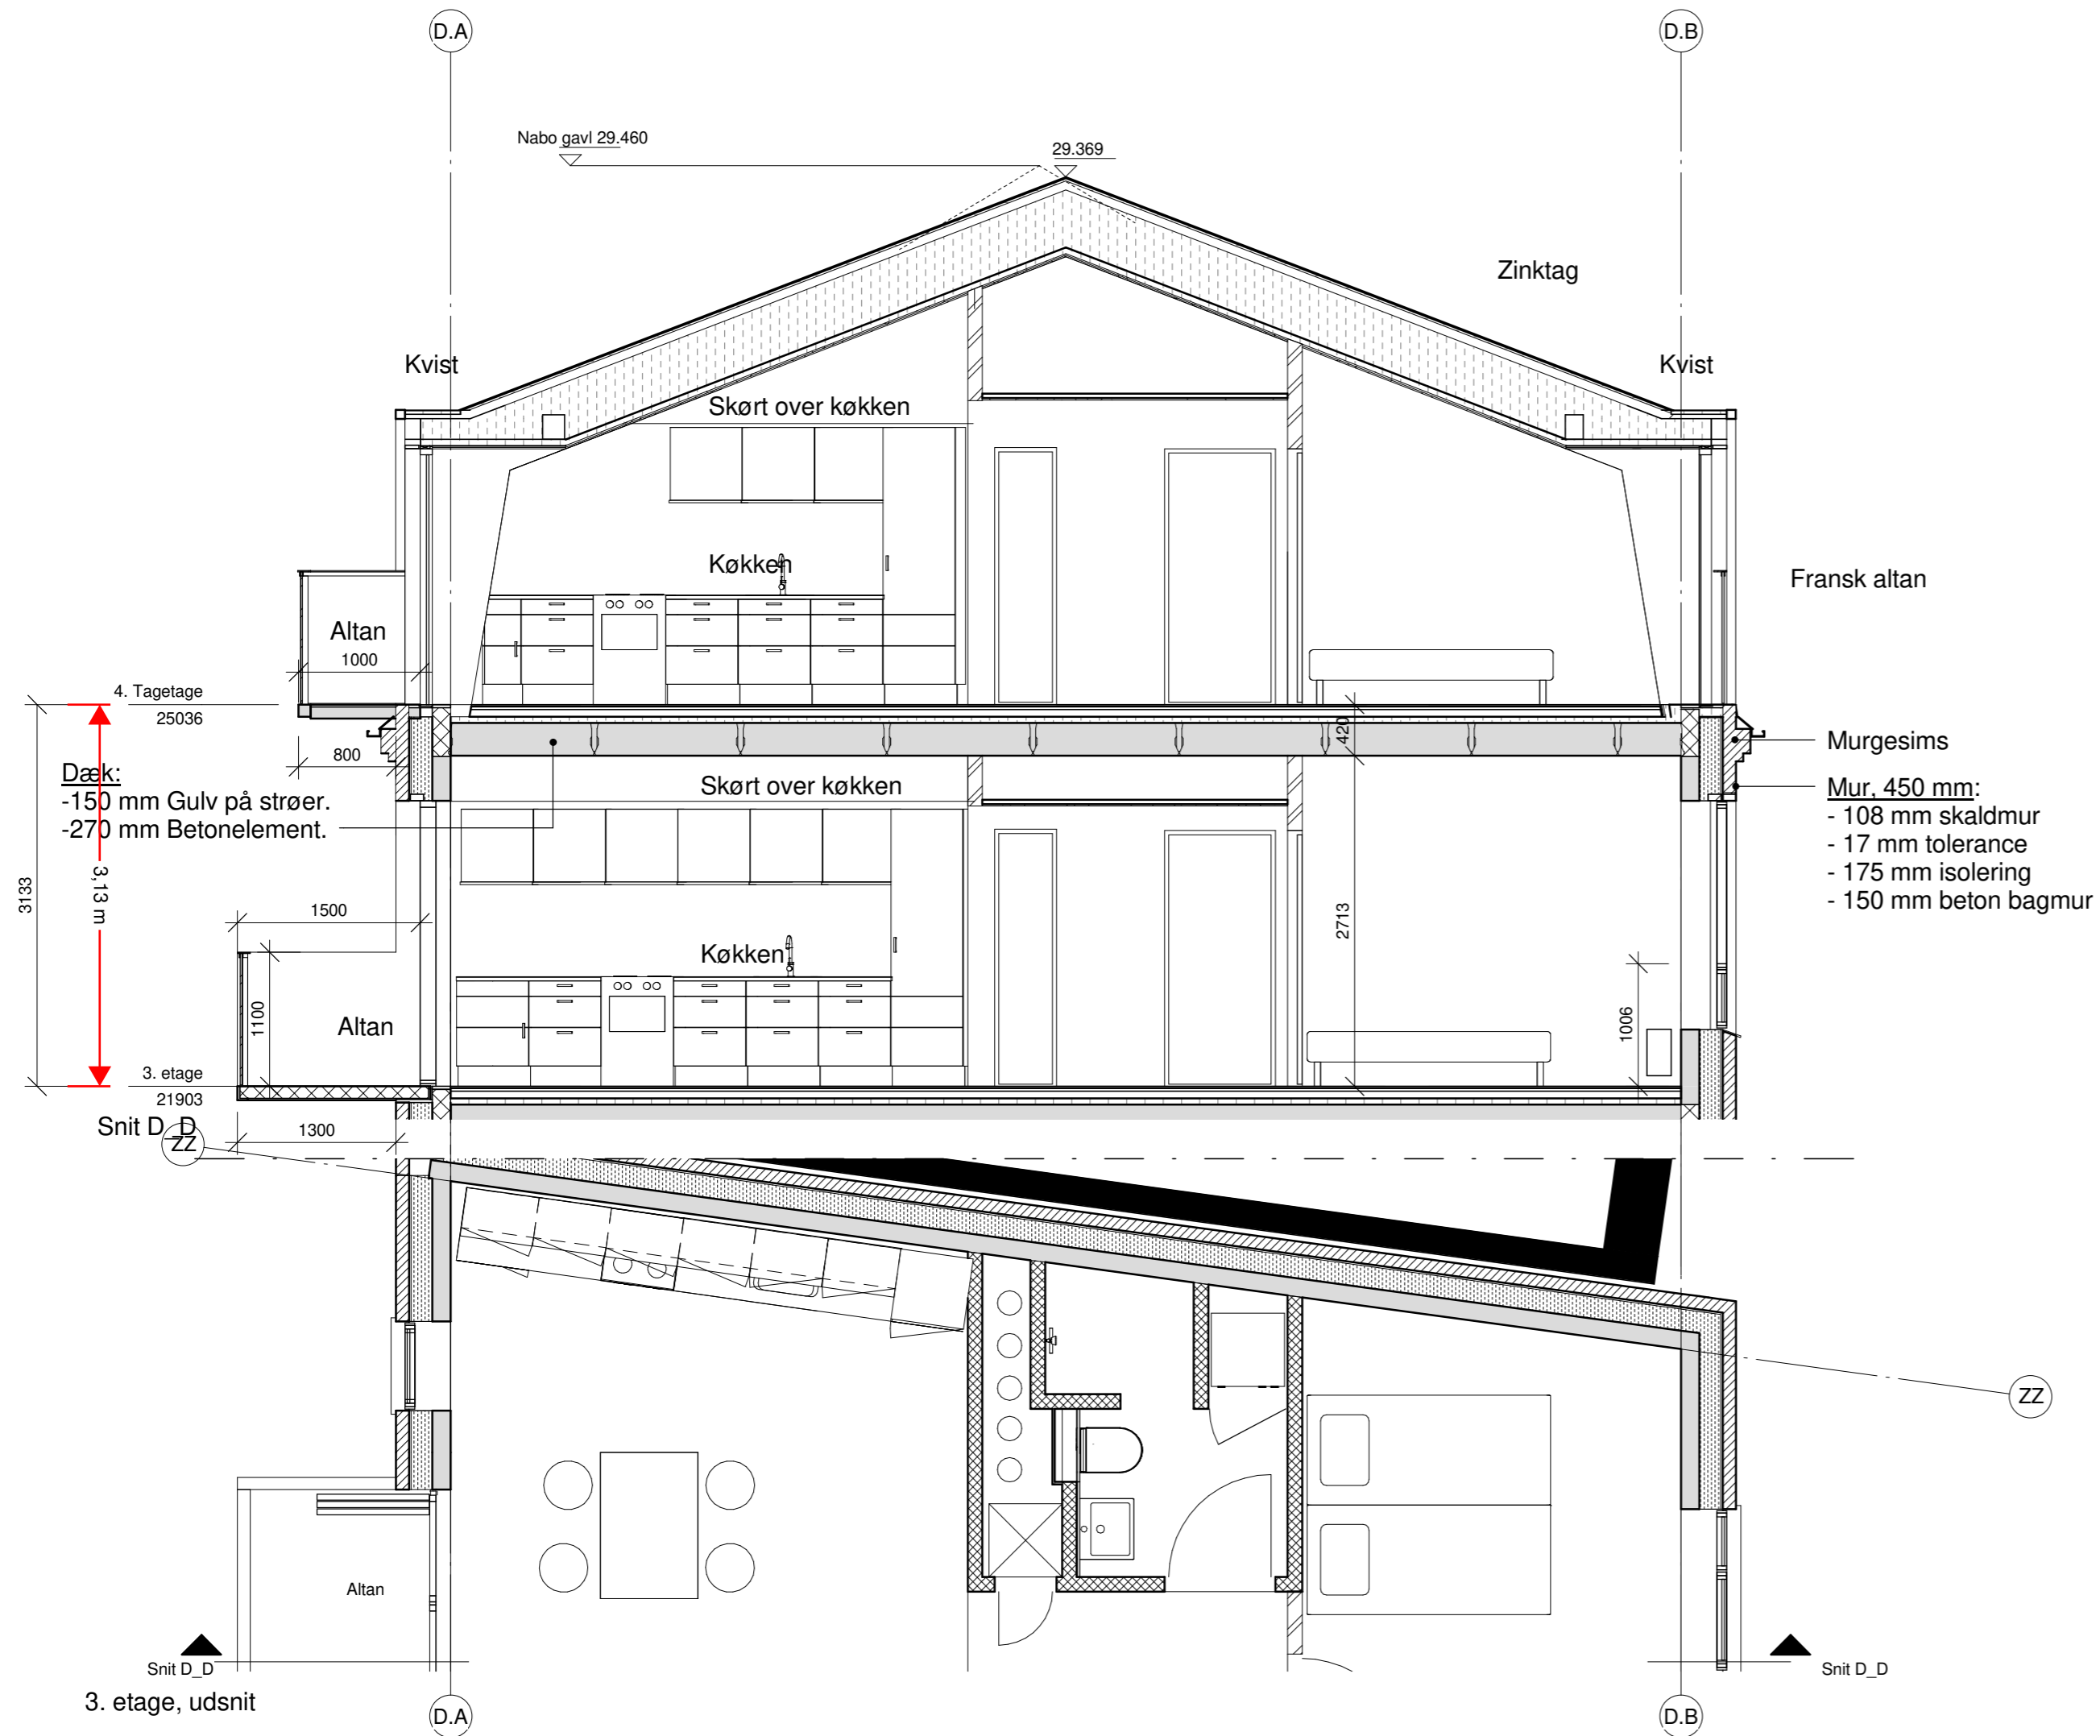 D.A
D.B
Nabo gavl 29.460
29.369
Zinktag
Kvist
Kvist
Skørt over køkken
Køkken
Fransk altan
Altan
1000
4. Tagetage
25036
420
800
Murgesims
Dæk:
-150 mm Gulv på strøer.
-270 mm Betonelement.
Skørt over køkken
Mur, 450 mm:
- 108 mm skaldmur
- 17 mm tolerance
- 175 mm isolering
- 150 mm beton bagmur
3133
3,13 m
1500
2713
Køkken
1100
Altan
1006
3. etage
21903
Snit D_D
1300
ZZ
ZZ
Altan
Snit D_D
Snit D_D
3. etage, udsnit
D.A
D.B